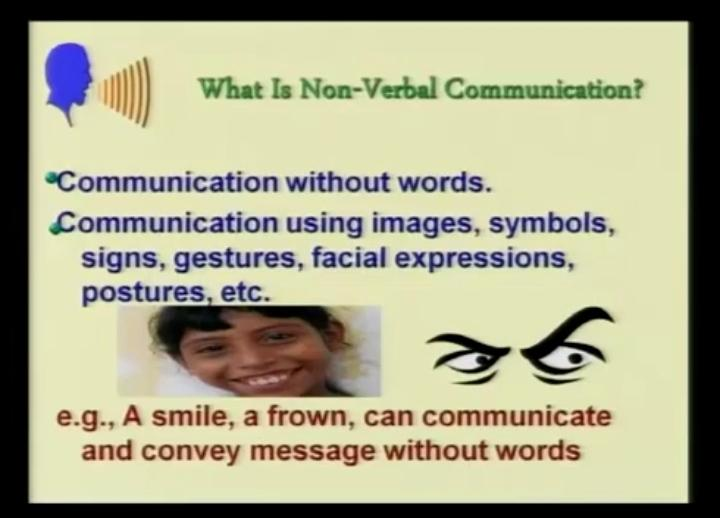 What Is Non-Verbal Communication?
Communication without words.
Communication using images, symbols,
signs, gestures, facial expressions,
postures, etc.
e.g., A smile, a frown, can communicate
and convey message without words